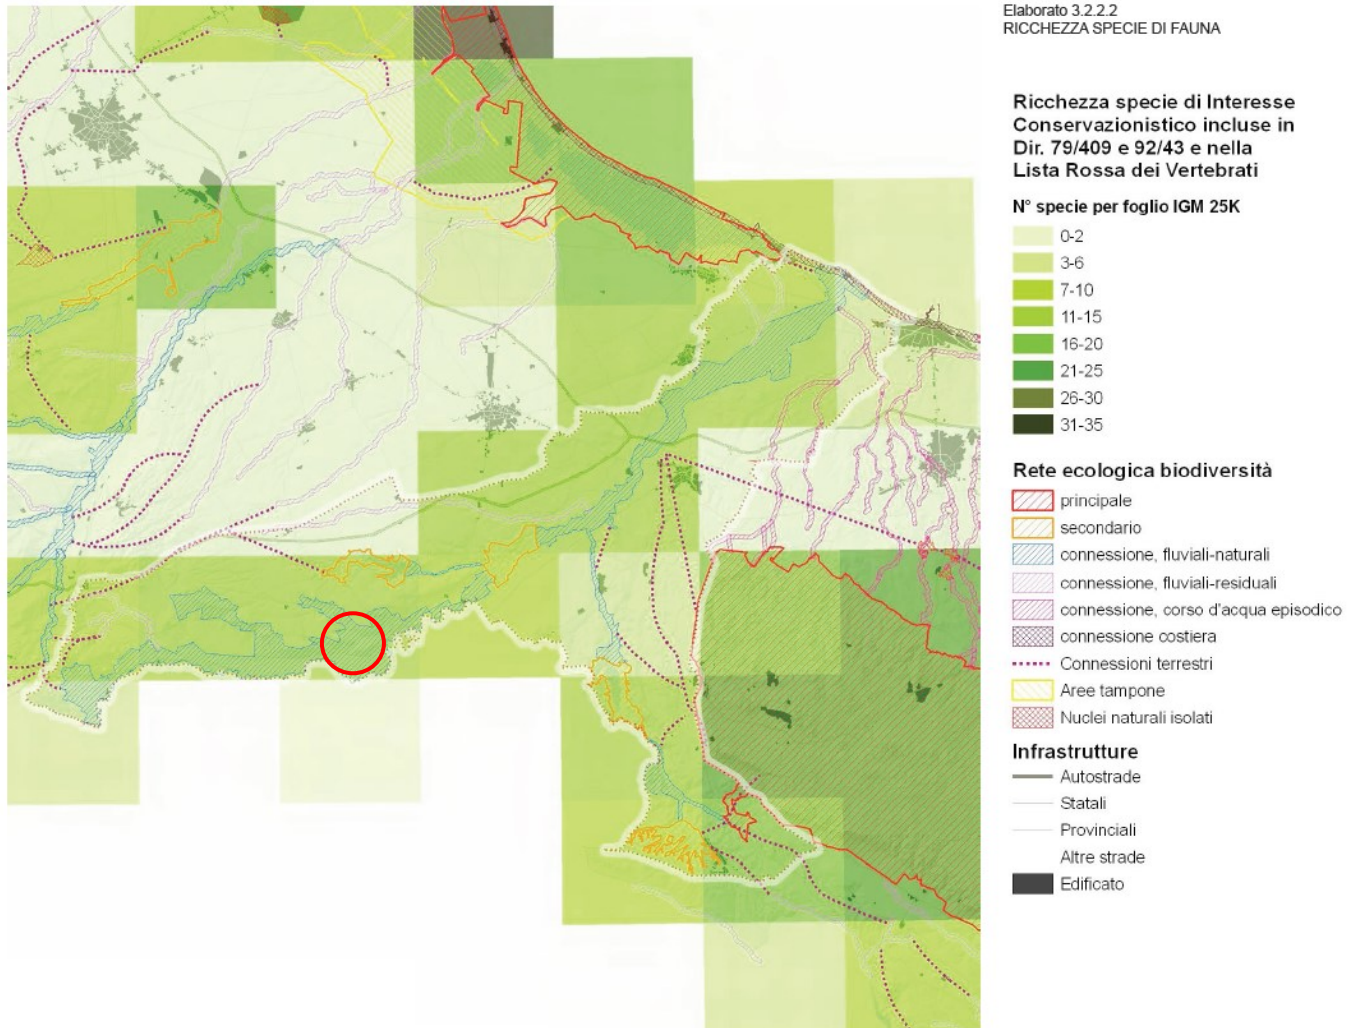 Elaborato 3.2.2.2
RICCHEZZA SPECIE DI FAUNA
Ricchezza specie di Interesse
Conservazionistico incluse in
Dir. 79/409 e 92/43 e nella
Lista Rossa dei Vertebrati
N° specie per foglio IGM 25K
0-2
3-6
7-10
11-15
16-20
21-25
26-30
31-35
Rete ecologica biodiversità
principale
secondario
connessione, fluviali-naturali
connessione, fluviali-residuali
connessione, corso d'acqua episodico
connessione costiera
Connessioni terrestri
Aree tampone
Nuclei naturali isolati
Infrastrutture
Autostrade
Statali
Provinciali
Altre strade
Edificato